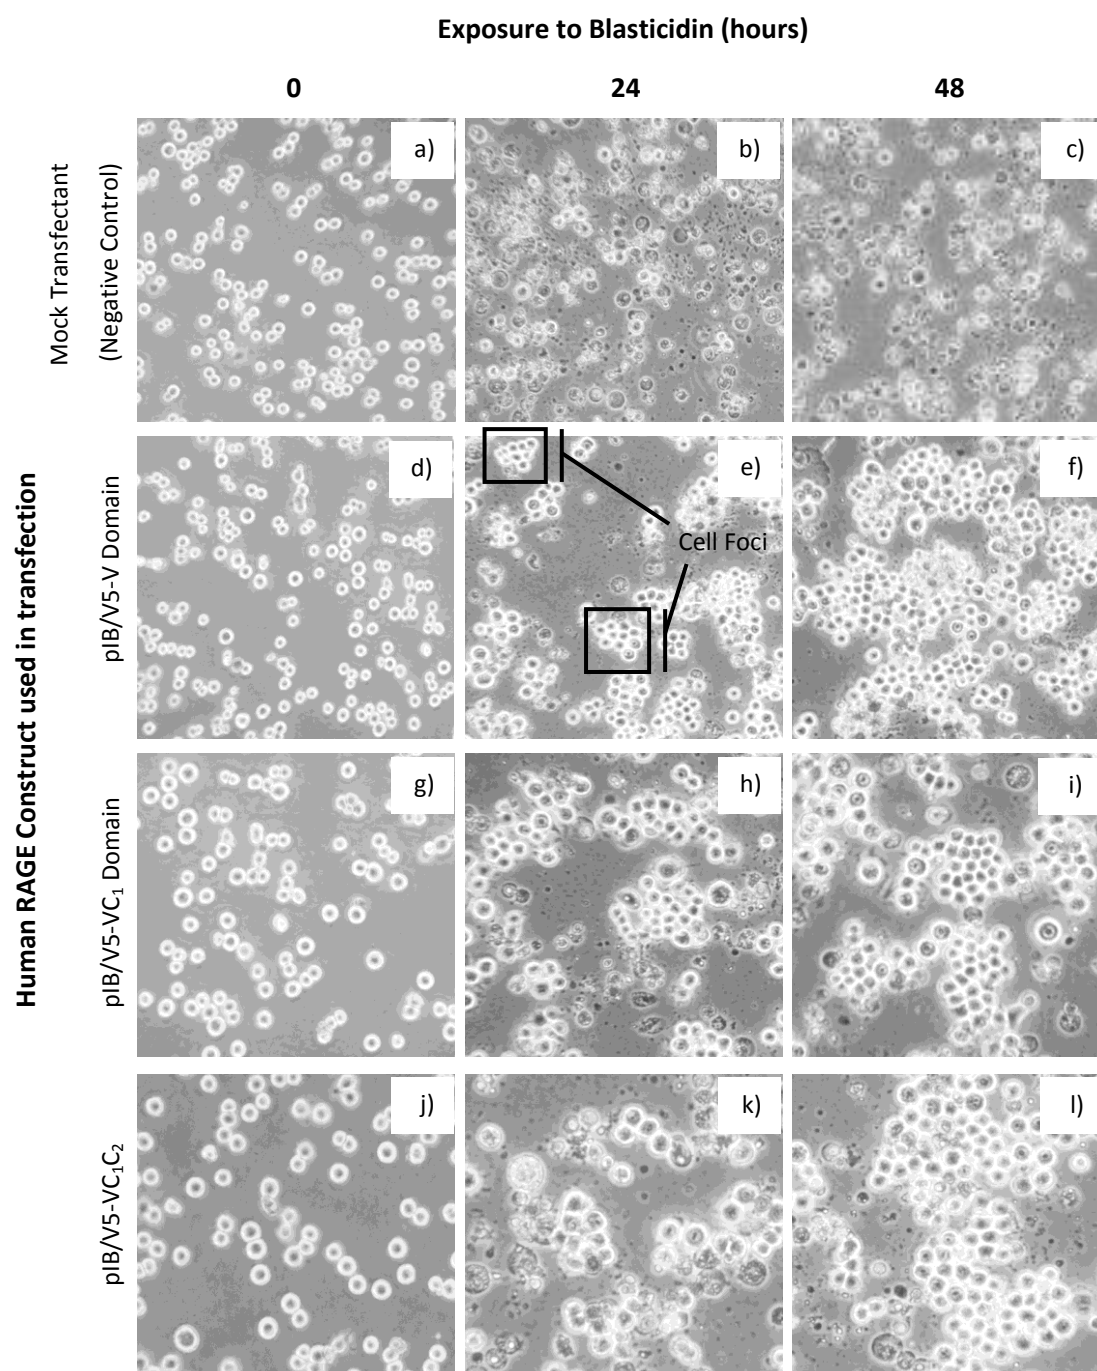 Exposure to Blasticidin (hours)
0 24 48
Mock Transfectant
(Negative Control)
a) b) c)
Human RAGE Construct used in transfection
pIB/V5-V Domain
d) e) f)
Cell Foci
pIB/V5-VC₁ Domain
g) h) i)
pIB/V5-VC₁C₂
j) k) l)